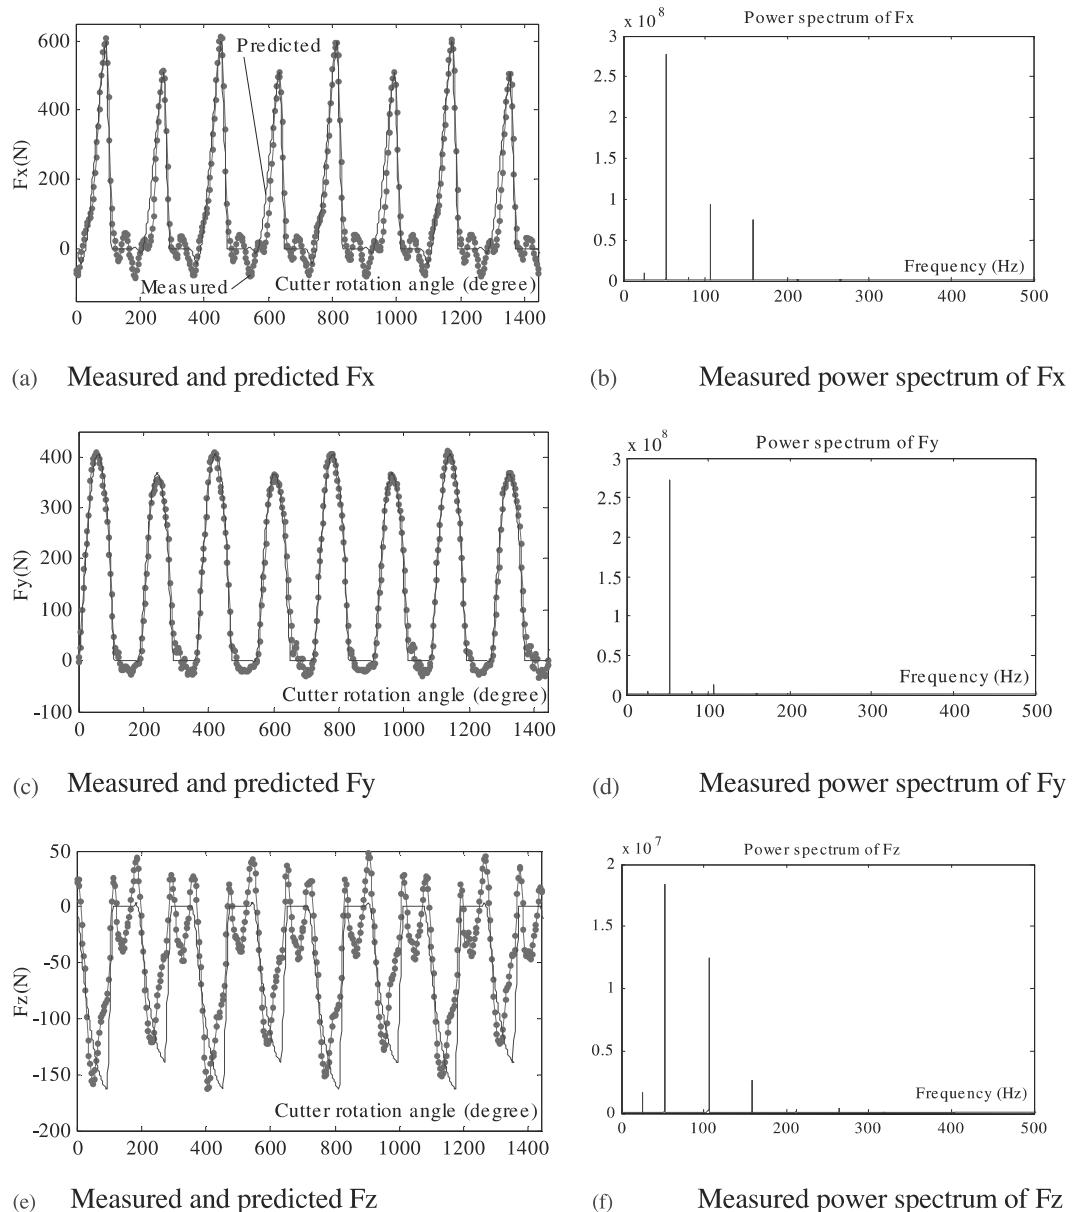 600
400
200
0
Fx(N)
Predicted
Measured
Cutter rotation angle (degree)
0 200 400 600 800 1000 1200 1400
(a) Measured and predicted Fx
x 10^8
Power spectrum of Fx
3
2.5
2
1.5
1
0.5
0
Frequency (Hz)
0 100 200 300 400 500
(b) Measured power spectrum of Fx
400
300
200
100
0
-100
Fy(N)
Cutter rotation angle (degree)
0 200 400 600 800 1000 1200 1400
(c) Measured and predicted Fy
x 10^8
Power spectrum of Fy
3
2.5
2
1.5
1
0.5
0
Frequency (Hz)
0 100 200 300 400 500
(d) Measured power spectrum of Fy
50
0
-50
-100
-150
-200
Fz(N)
Cutter rotation angle (degree)
0 200 400 600 800 1000 1200 1400
(e) Measured and predicted Fz
x 10^7
Power spectrum of Fz
2
1.5
1
0.5
0
Frequency (Hz)
0 100 200 300 400 500
(f) Measured power spectrum of Fz